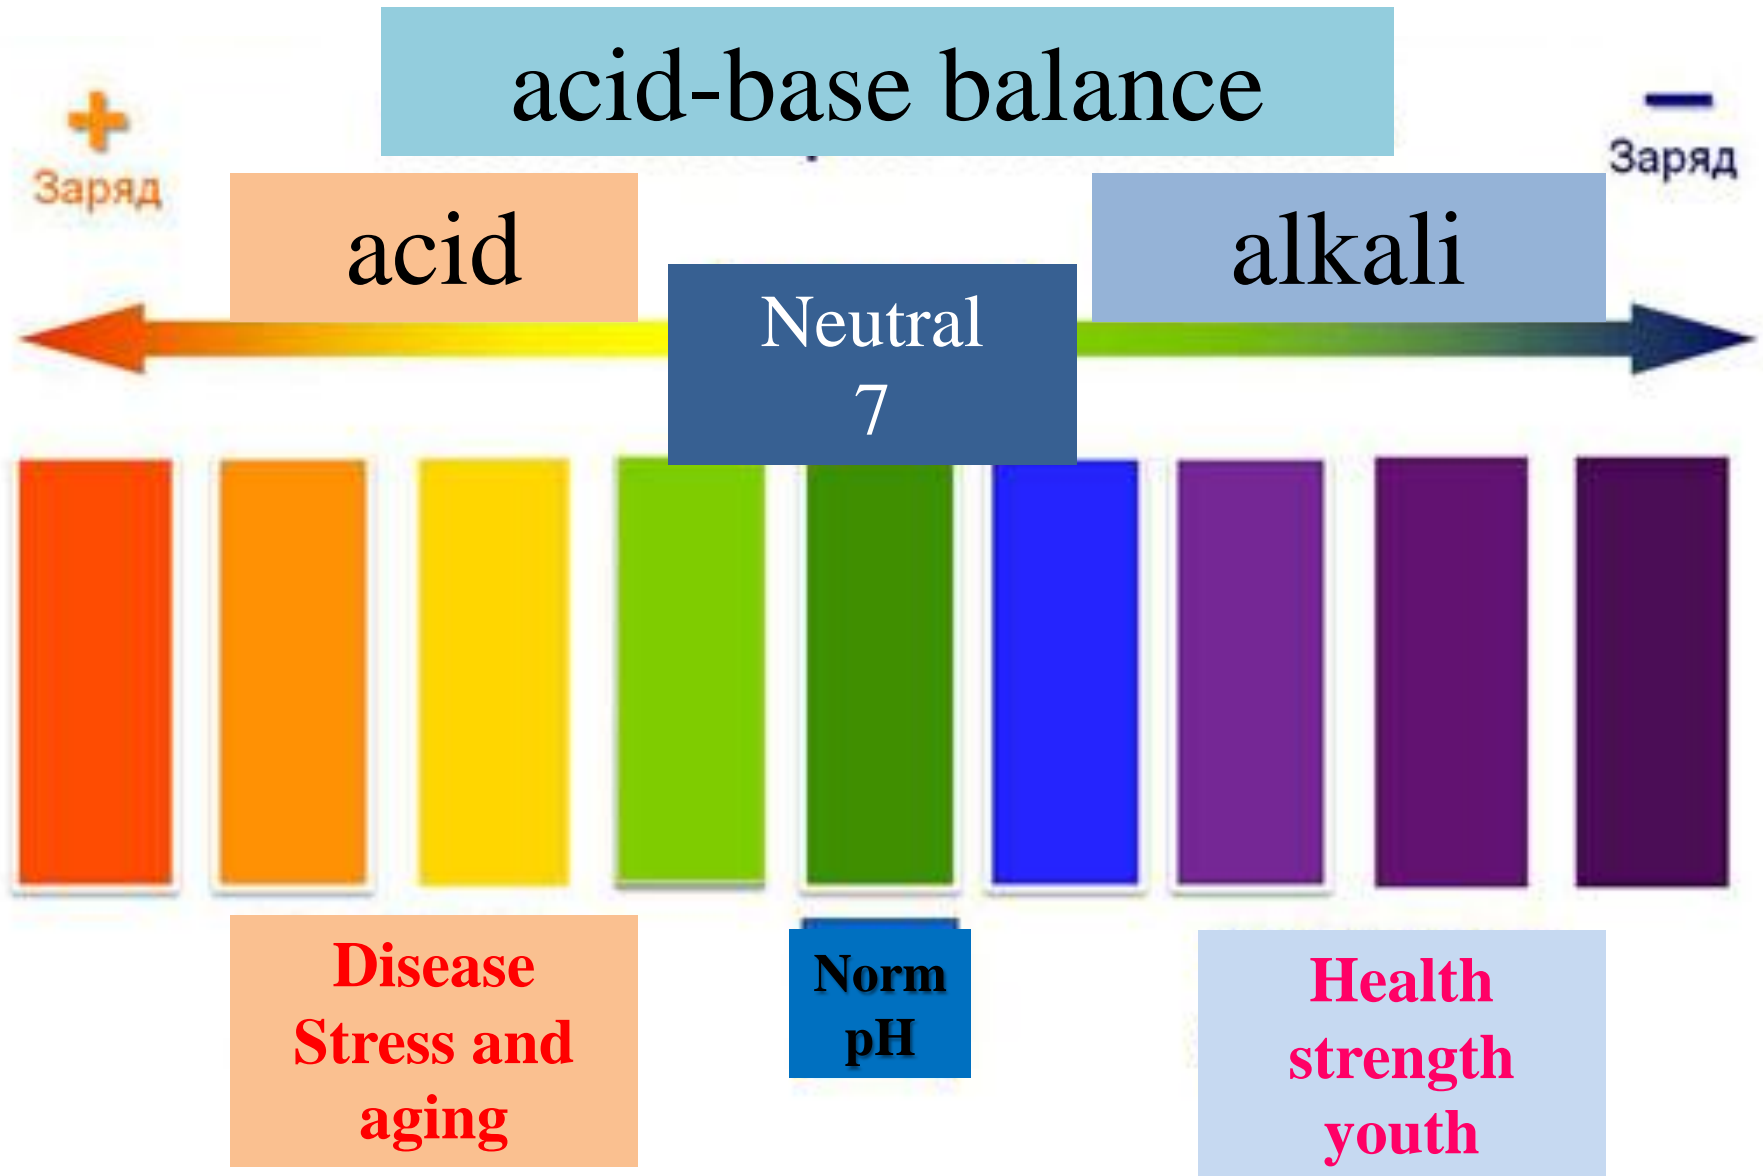 acid-base balance
+
Заряд
–
Заряд
acid
alkali
Neutral
7
Disease
Stress and
aging
Norm
pH
Health
strength
youth